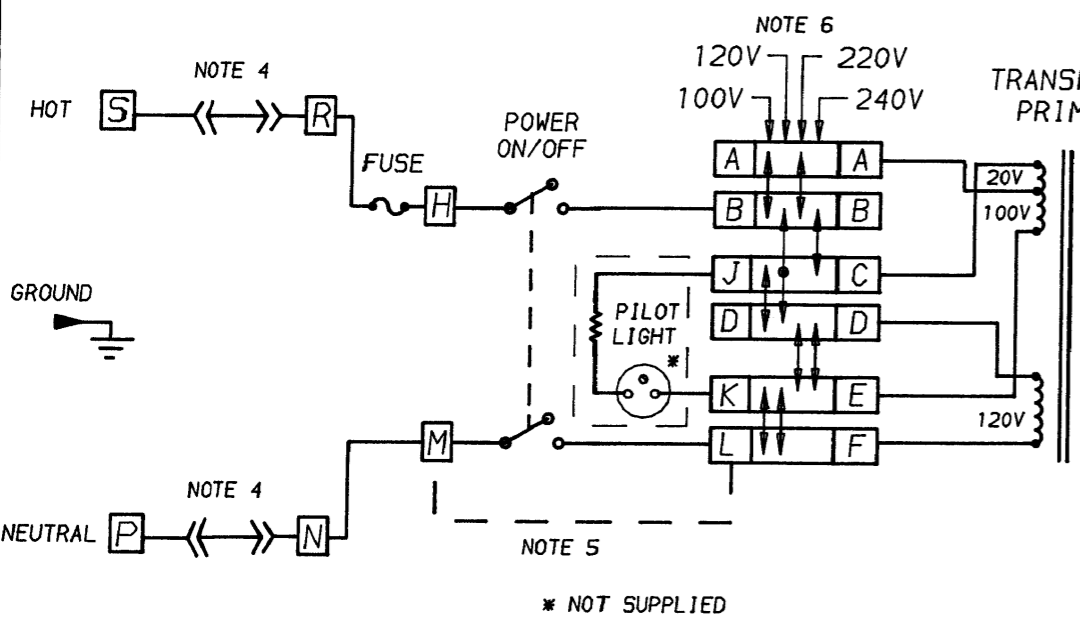 NOTE 6
120V 220V
100V 240V
TRANS
PRIM
NOTE 4
HOT S R
POWER
ON/OFF
FUSE
H
A A
B B
J C
D D
K E
L F
20V
100V
120V
GROUND
PILOT
LIGHT
*
M
NOTE 4
NEUTRAL P N
NOTE 5
* NOT SUPPLIED